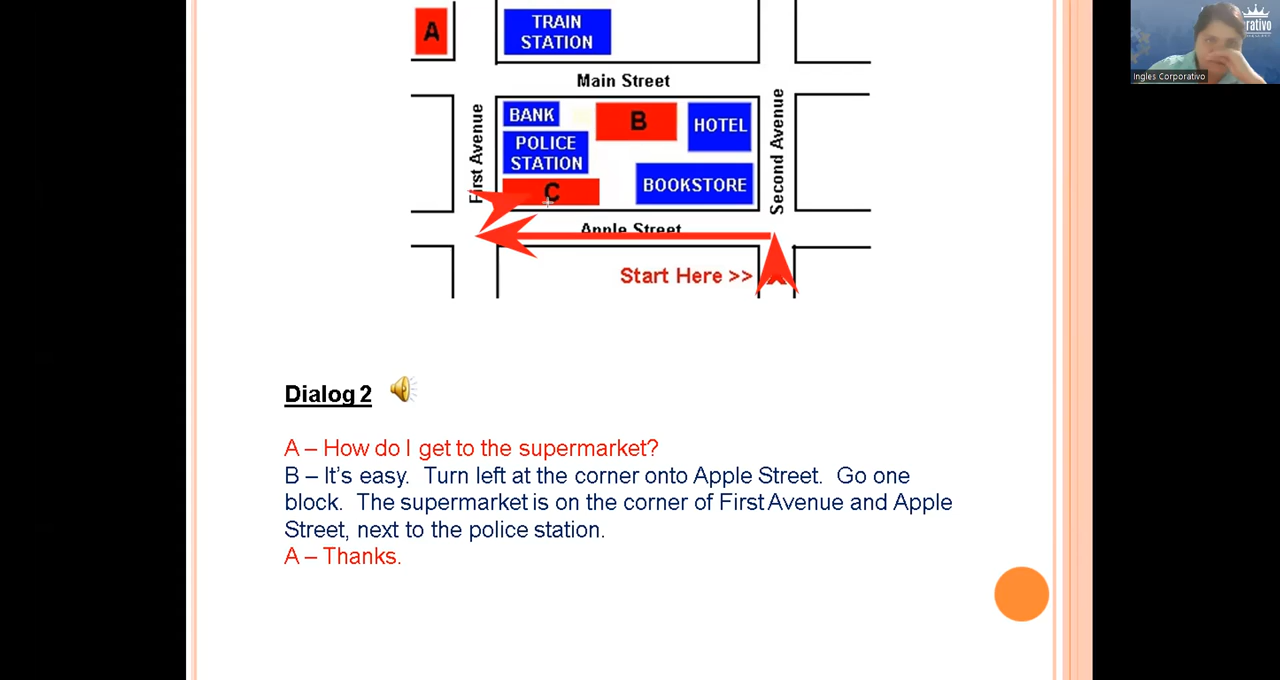 A
TRAIN
STATION
rativo
Ingles Corporativo
Main Street
First Avenue
BANK
B
HOTEL
Second Avenue
POLICE
STATION
C
BOOKSTORE
Apple Street
Start Here >>
Dialog 2
A – How do I get to the supermarket?
B – It’s easy.  Turn left at the corner onto Apple Street.  Go one
block.  The supermarket is on the corner of First Avenue and Apple
Street, next to the police station.
A – Thanks.